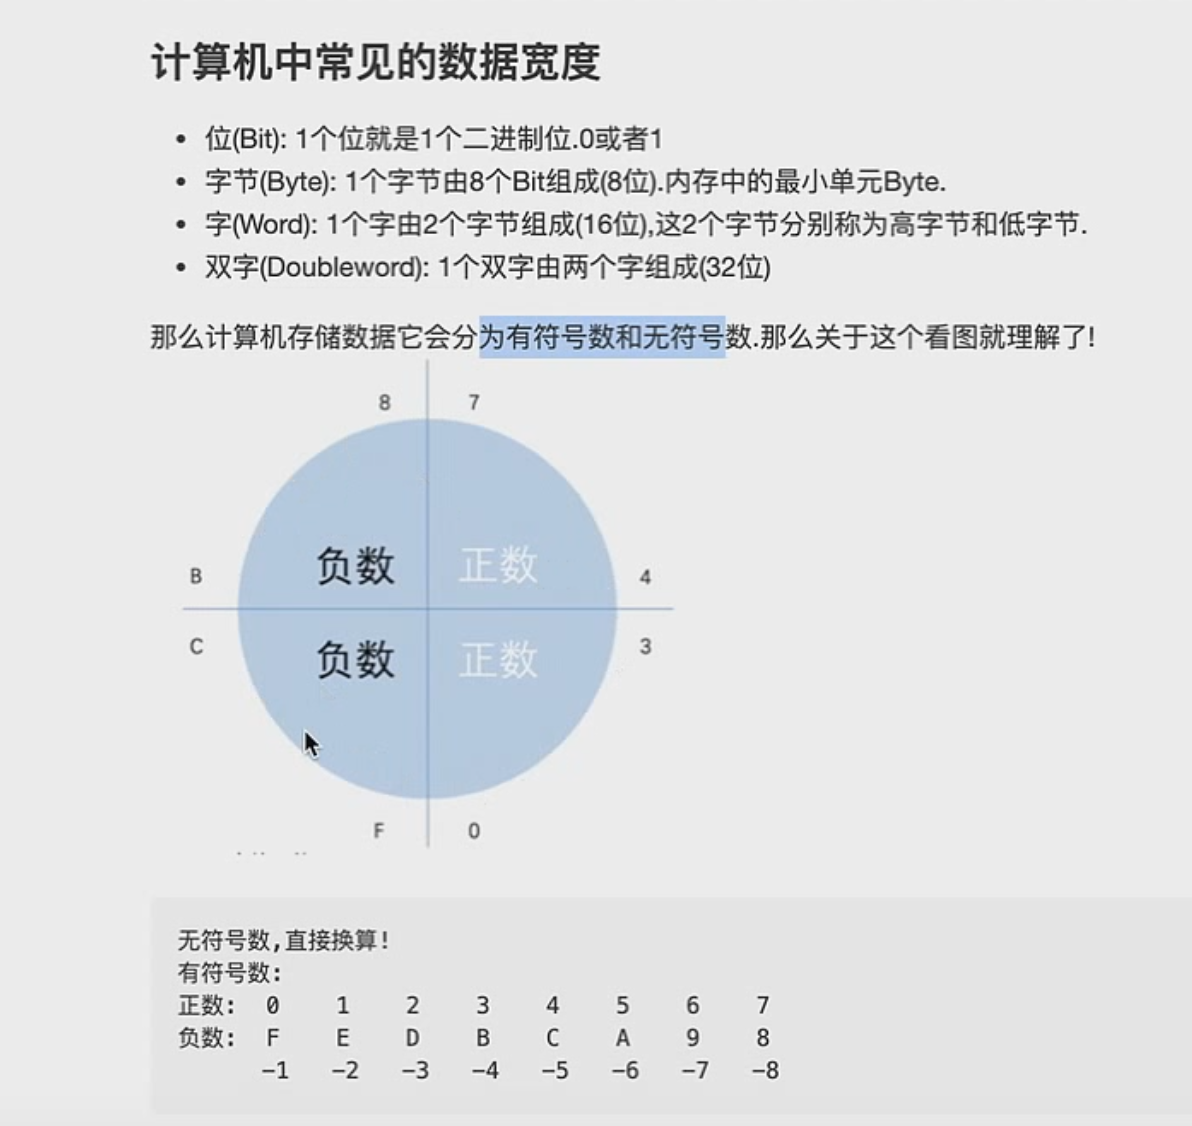 计算机中常见的数据宽度
• 位(Bit): 1个位就是1个二进制位.0或者1
• 字节(Byte): 1个字节由8个Bit组成(8位).内存中的最小单元Byte.
• 字(Word): 1个字由2个字节组成(16位),这2个字节分别称为高字节和低字节.
• 双字(Doubleword): 1个双字由两个字组成(32位)
那么计算机存储数据它会分为有符号数和无符号数.那么关于这个看图就理解了!
8 7
负数 正数
B 4
C 3
负数 正数
F 0
无符号数,直接换算!
有符号数:
正数: 0 1 2 3 4 5 6 7
负数: F E D B C A 9 8
-1 -2 -3 -4 -5 -6 -7 -8